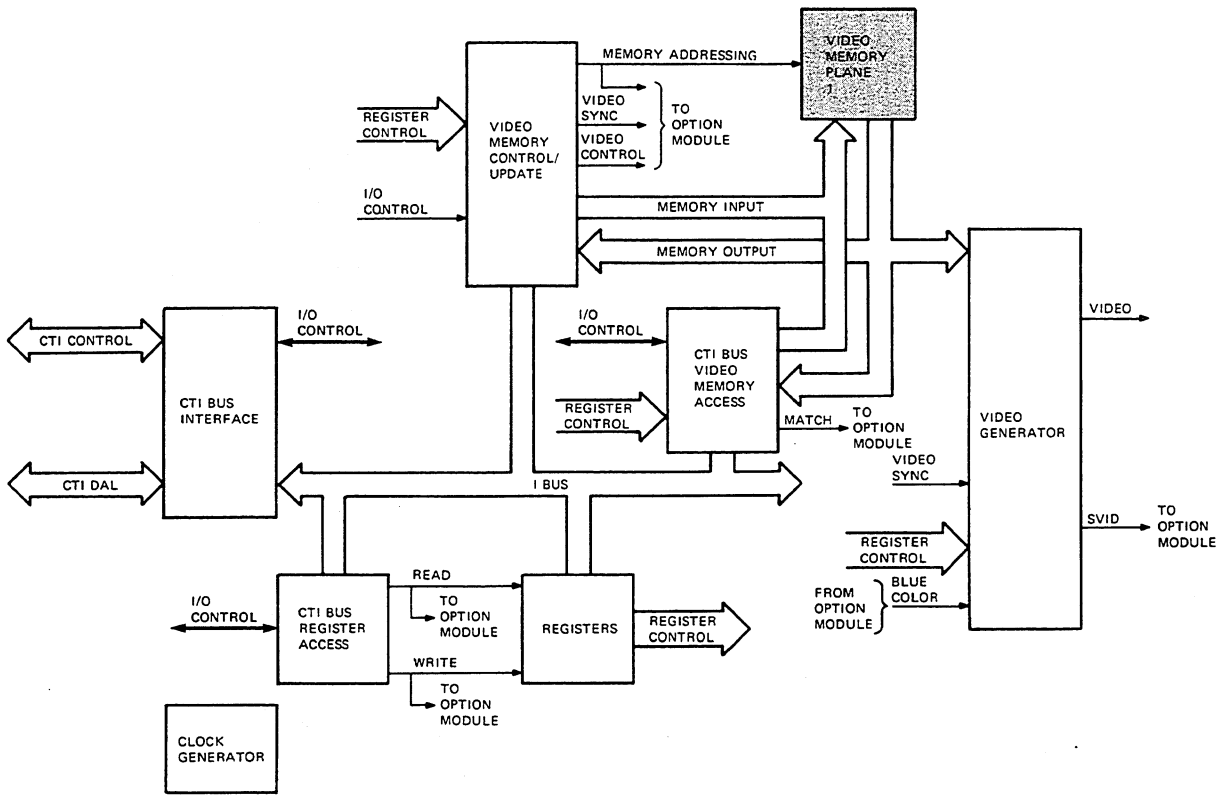 VIDEO
MEMORY
PLANE
1
MEMORY ADDRESSING
VIDEO
SYNC
VIDEO
CONTROL
TO
OPTION
MODULE
REGISTER
CONTROL
VIDEO
MEMORY
CONTROL/
UPDATE
I/O
CONTROL
MEMORY INPUT
MEMORY OUTPUT
CTI CONTROL
I/O
CONTROL
CTI BUS
INTERFACE
CTI DAL
I/O
CONTROL
CTI BUS
VIDEO
MEMORY
ACCESS
REGISTER
CONTROL
MATCH
TO
OPTION
MODULE
VIDEO
VIDEO
GENERATOR
VIDEO
SYNC
I BUS
SVID
TO
OPTION
MODULE
REGISTER
CONTROL
FROM
OPTION
MODULE
BLUE
COLOR
I/O
CONTROL
CTI BUS
REGISTER
ACCESS
READ
TO
OPTION
MODULE
WRITE
TO
OPTION
MODULE
REGISTERS
REGISTER
CONTROL
CLOCK
GENERATOR